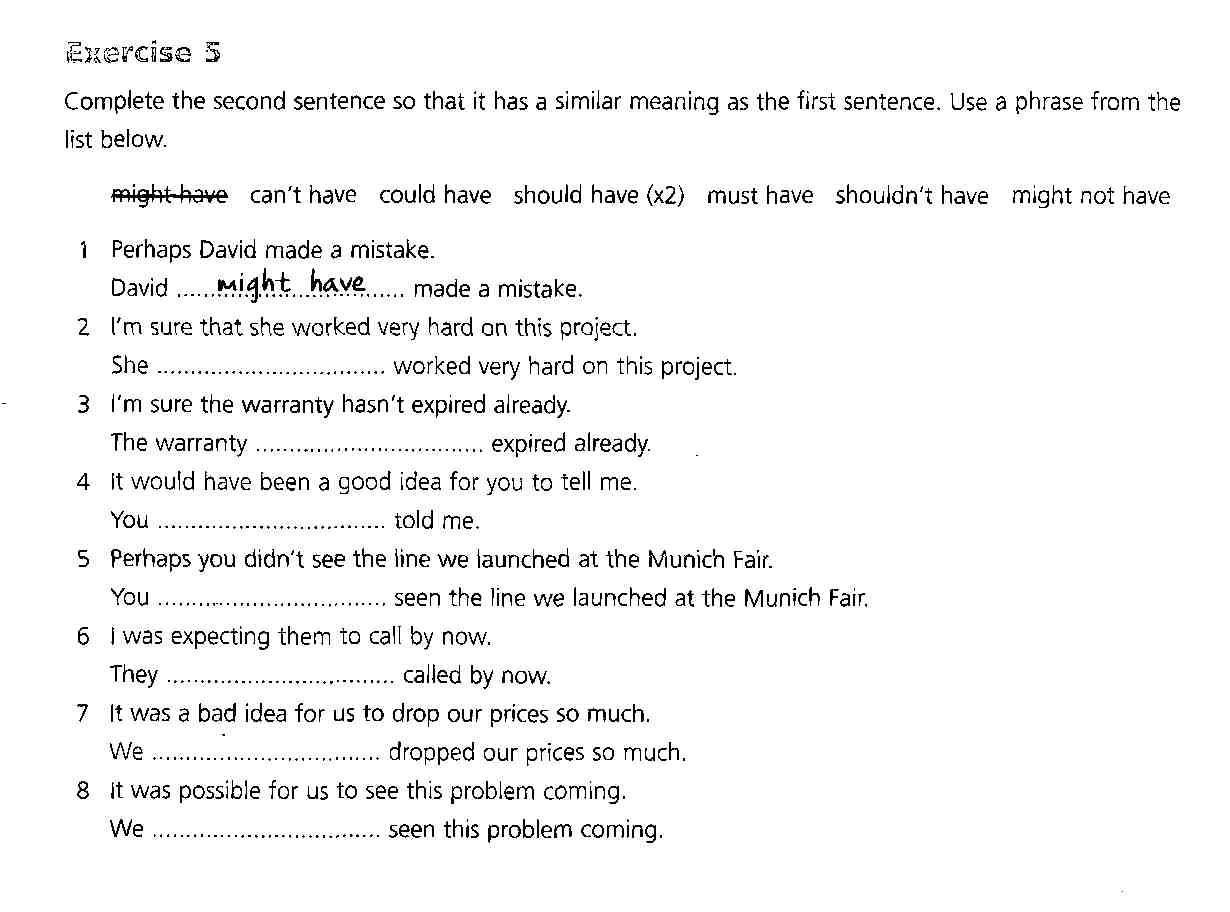 Exercise 5
Complete the second sentence so that it has a similar meaning as the first sentence. Use a phrase from the
list below.
might have can't have could have should have (x2) must have shouldn't have might not have
1 Perhaps David made a mistake.
David ......might have...... made a mistake.
2 I'm sure that she worked very hard on this project.
She .................................. worked very hard on this project.
3 I'm sure the warranty hasn't expired already.
The warranty .................................. expired already.
4 It would have been a good idea for you to tell me.
You .................................. told me.
5 Perhaps you didn't see the line we launched at the Munich Fair.
You .................................. seen the line we launched at the Munich Fair.
6 I was expecting them to call by now.
They .................................. called by now.
7 It was a bad idea for us to drop our prices so much.
We .................................. dropped our prices so much.
8 It was possible for us to see this problem coming.
We .................................. seen this problem coming.